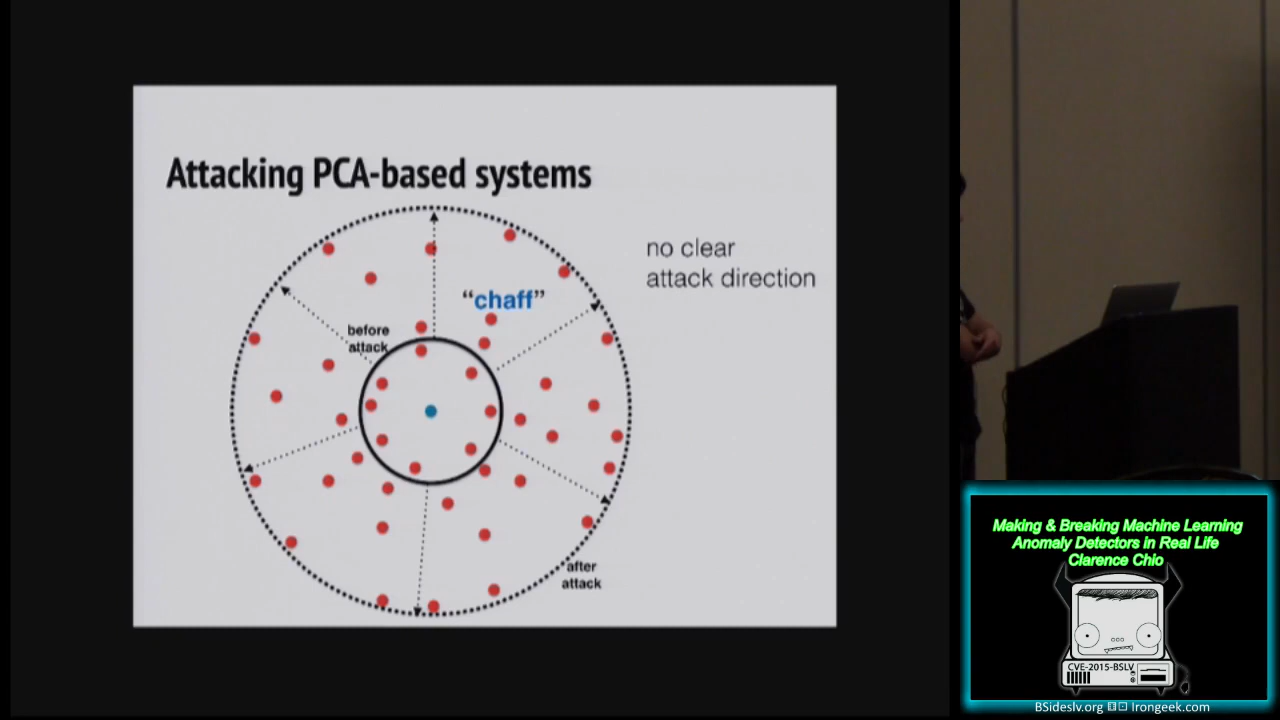 Attacking PCA-based systems
no clear
attack direction
“chaff”
before
attack
after
attack
Making & Breaking Machine Learning
Anomaly Detectors in Real Life
Clarence Chio
CVE-2015-BSLV
BSideslv.org Irongeek.com